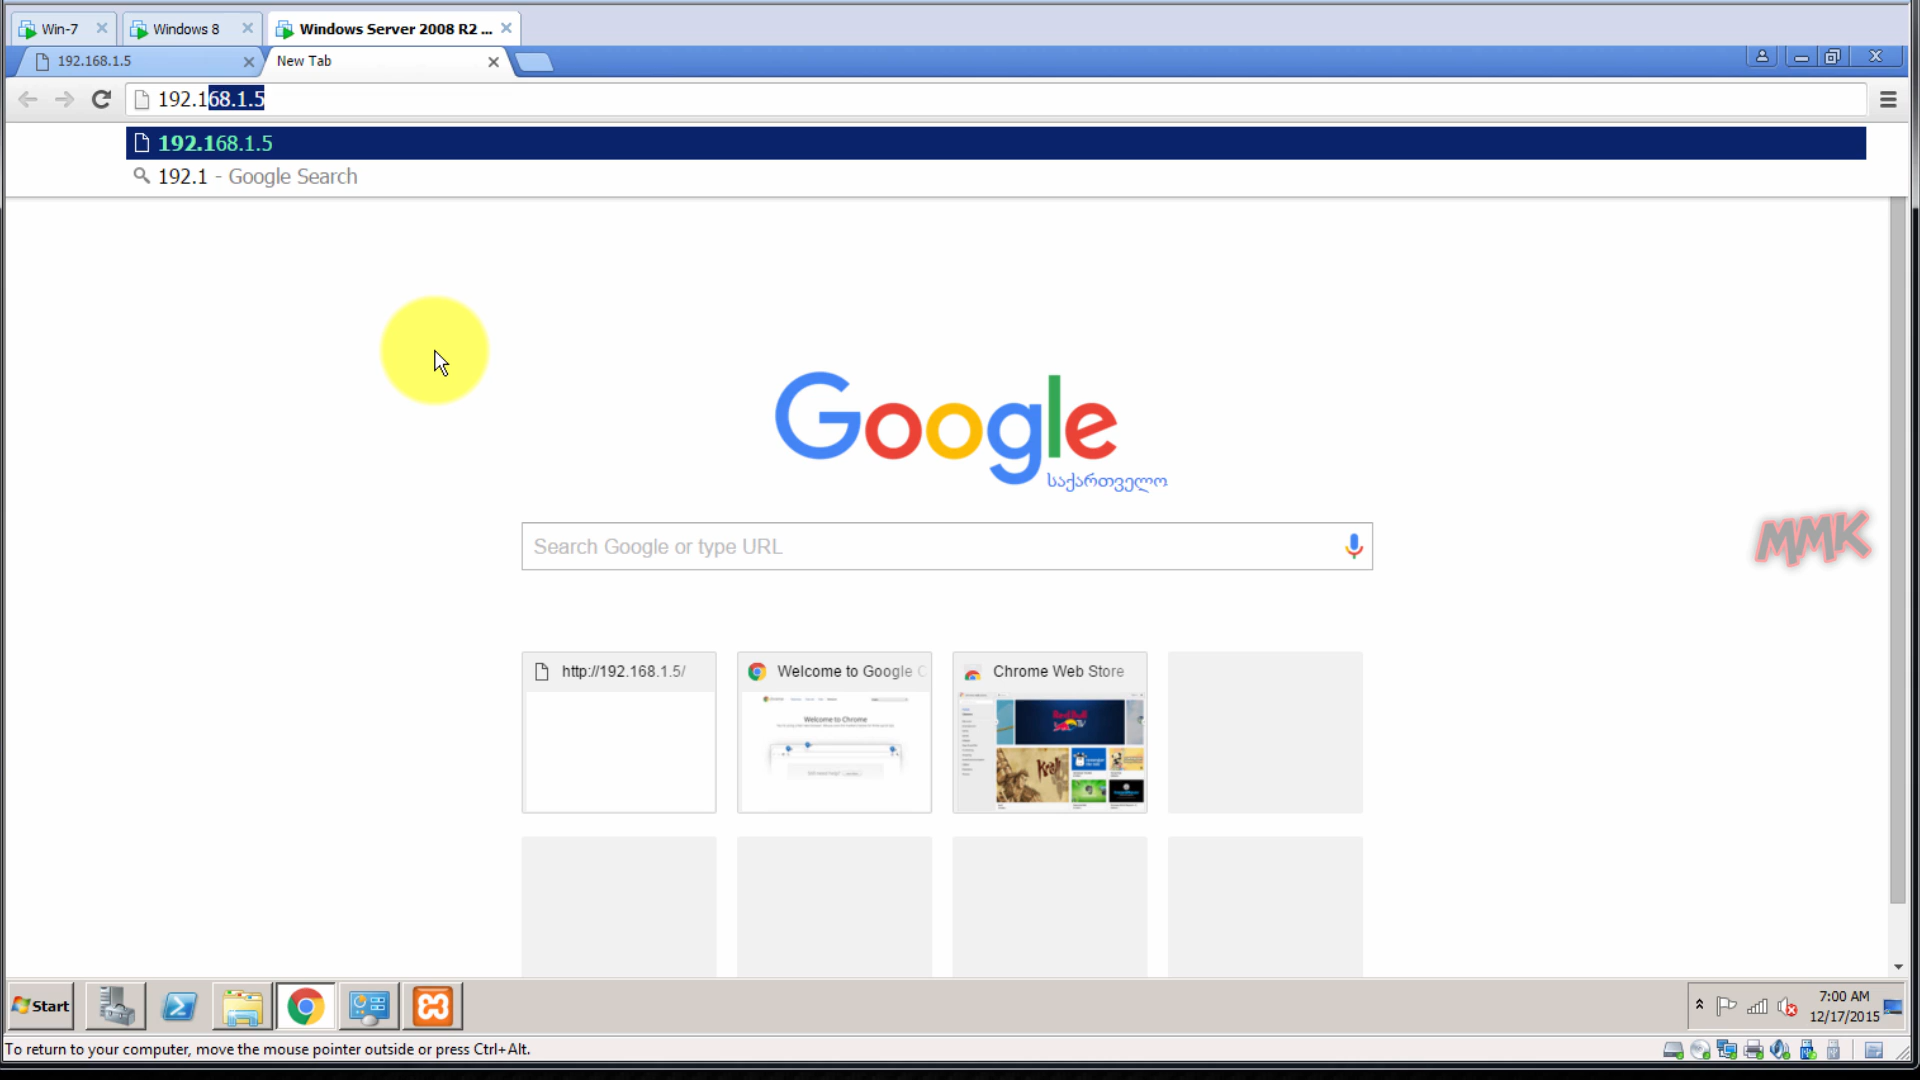 Win-7
Windows 8
Windows Server 2008 R2 ...
192.168.1.5
New Tab
192.168.1.5
192.168.1.5
192.1 - Google Search
Google
საქართველო
Search Google or type URL
MMK
http://192.168.1.5/
Welcome to Google C
Chrome Web Store
Welcome to Chrome
Start
7:00 AM
12/17/2015
To return to your computer, move the mouse pointer outside or press Ctrl+Alt.